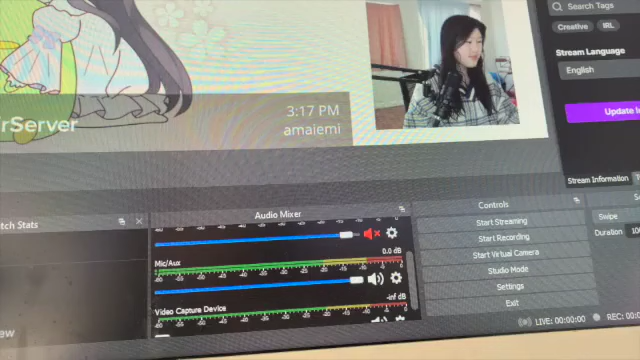 Search Tags
Creative
IRL
Stream Language
English
Update In
Stream Information
3:17 PM
amaiemi
rServer
tch Stats
Audio Mixer
Mic/Aux
0.0 dB
Video Capture Device
-inf dB
Controls
Start Streaming
Start Recording
Start Virtual Camera
Studio Mode
Settings
Exit
Swipe
Duration
LIVE: 00:00:00
REC: 00:0